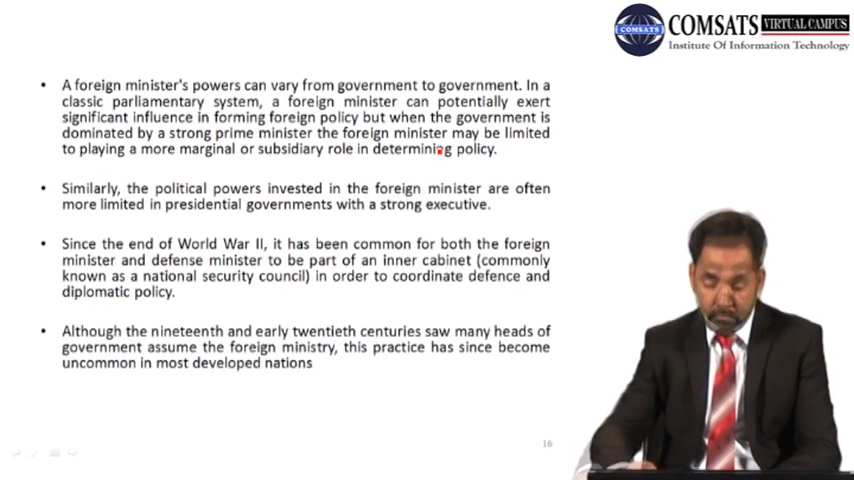 COMSATS VIRTUAL CAMPUS
COMSATS
Institute Of Information Technology
• A foreign minister's powers can vary from government to government. In a
classic parliamentary system, a foreign minister can potentially exert
significant influence in forming foreign policy but when the government is
dominated by a strong prime minister the foreign minister may be limited
to playing a more marginal or subsidiary role in determining policy.
• Similarly, the political powers invested in the foreign minister are often
more limited in presidential governments with a strong executive.
• Since the end of World War II, it has been common for both the foreign
minister and defense minister to be part of an inner cabinet (commonly
known as a national security council) in order to coordinate defence and
diplomatic policy.
• Although the nineteenth and early twentieth centuries saw many heads of
government assume the foreign ministry, this practice has since become
uncommon in most developed nations
16